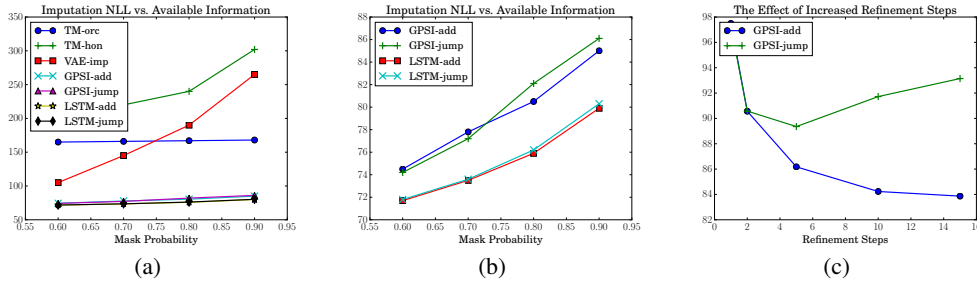 Imputation NLL vs. Available Information
350
300
250
200
150
100
50
0.55 0.60 0.65 0.70 0.75 0.80 0.85 0.90 0.95
Mask Probability
TM-orc
TM-hon
VAE-imp
GPSI-add
GPSI-jump
LSTM-add
LSTM-jump
(a)
Imputation NLL vs. Available Information
88
86
84
82
80
78
76
74
72
70
0.55 0.60 0.65 0.70 0.75 0.80 0.85 0.90 0.95
Mask Probability
GPSI-add
GPSI-jump
LSTM-add
LSTM-jump
(b)
The Effect of Increased Refinement Steps
98
96
94
92
90
88
86
84
82
0 2 4 6 8 10 12 14 16
Refinement Steps
GPSI-add
GPSI-jump
(c)